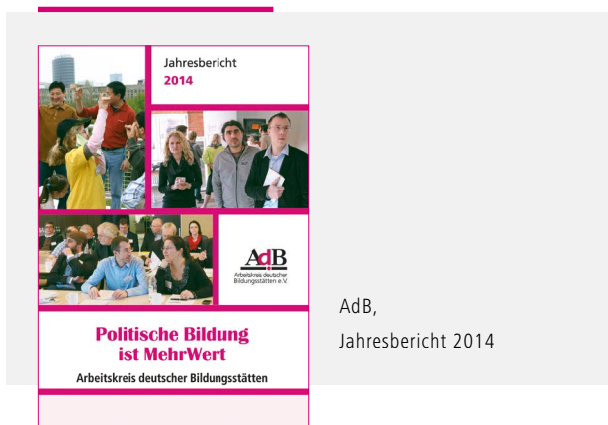 Jahresbericht
2014
AdB
Arbeitskreis deutscher
Bildungsstätten e.V.
Politische Bildung
ist MehrWert
Arbeitskreis deutscher Bildungsstätten
AdB,
Jahresbericht 2014